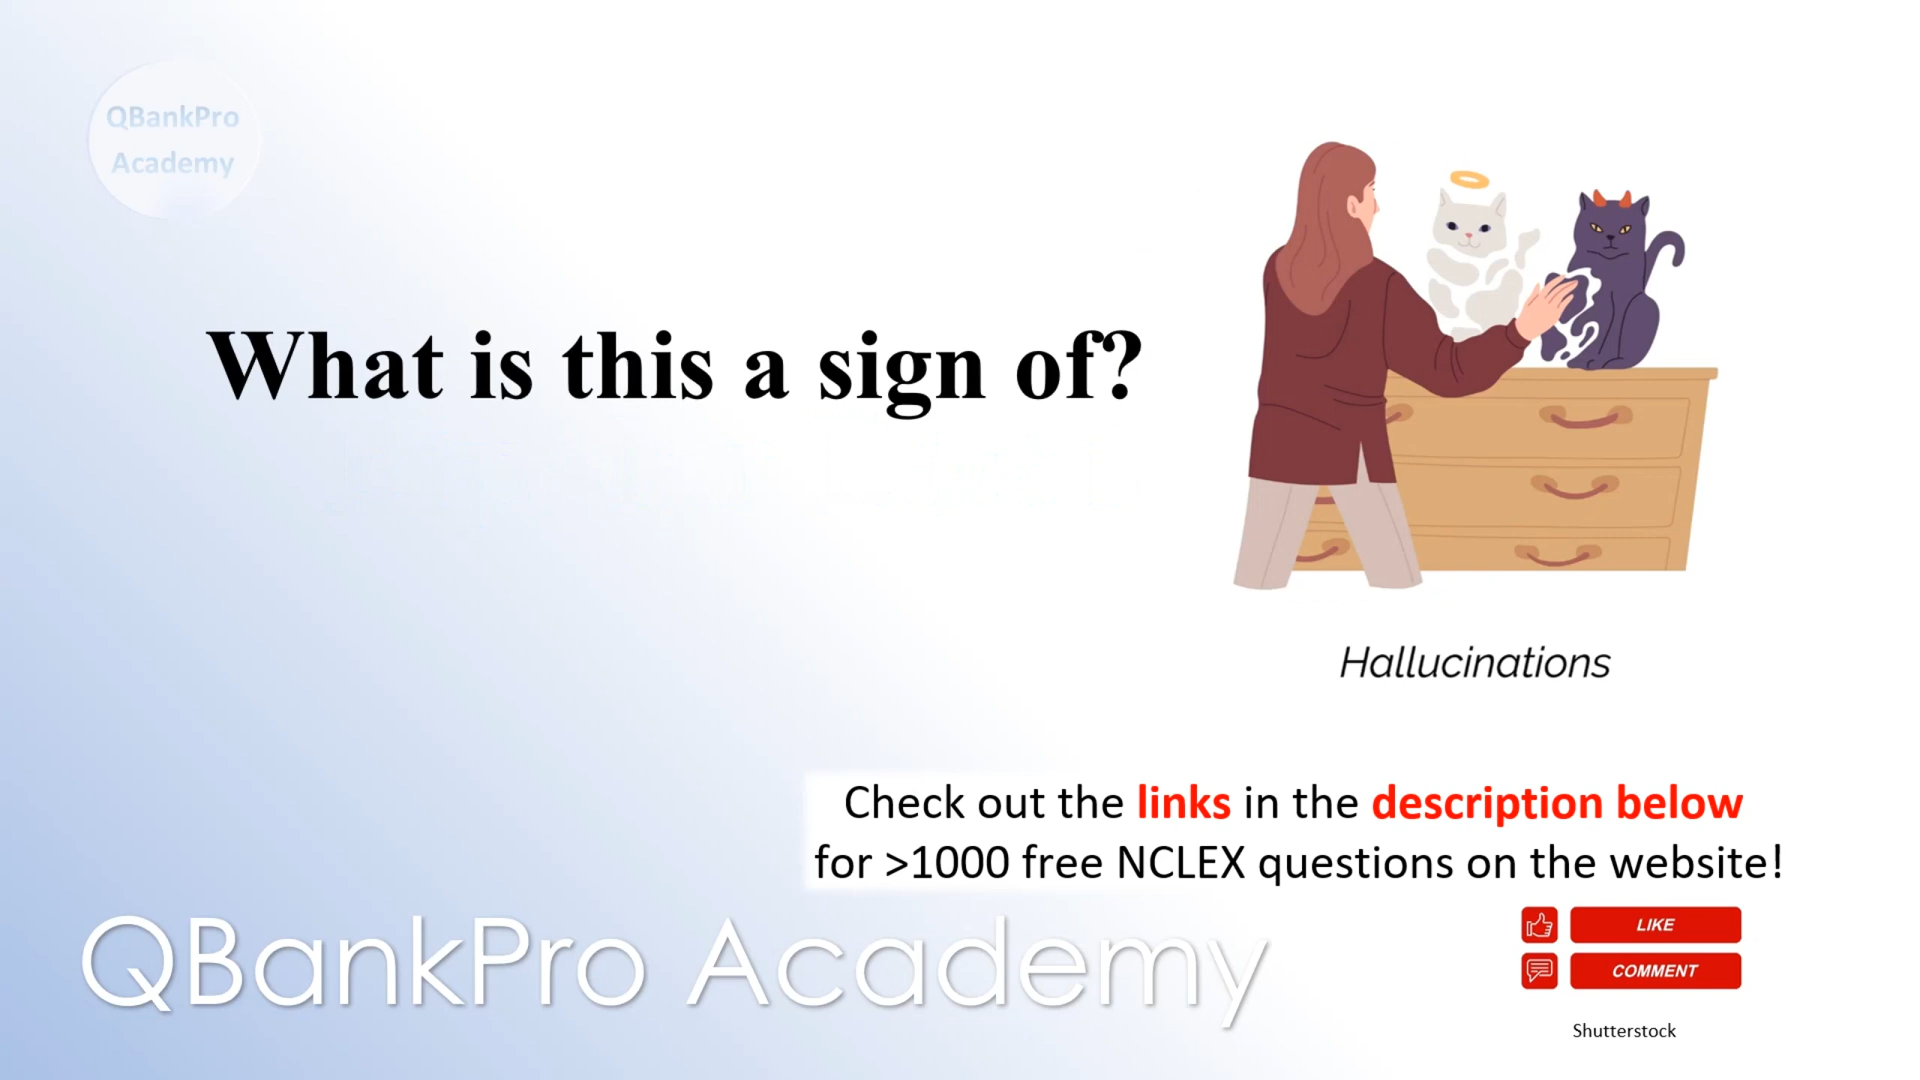 QBankPro
Academy
What is this a sign of?
Hallucinations
Check out the links in the description below
for >1000 free NCLEX questions on the website!
QBankPro Academy
LIKE
COMMENT
Shutterstock